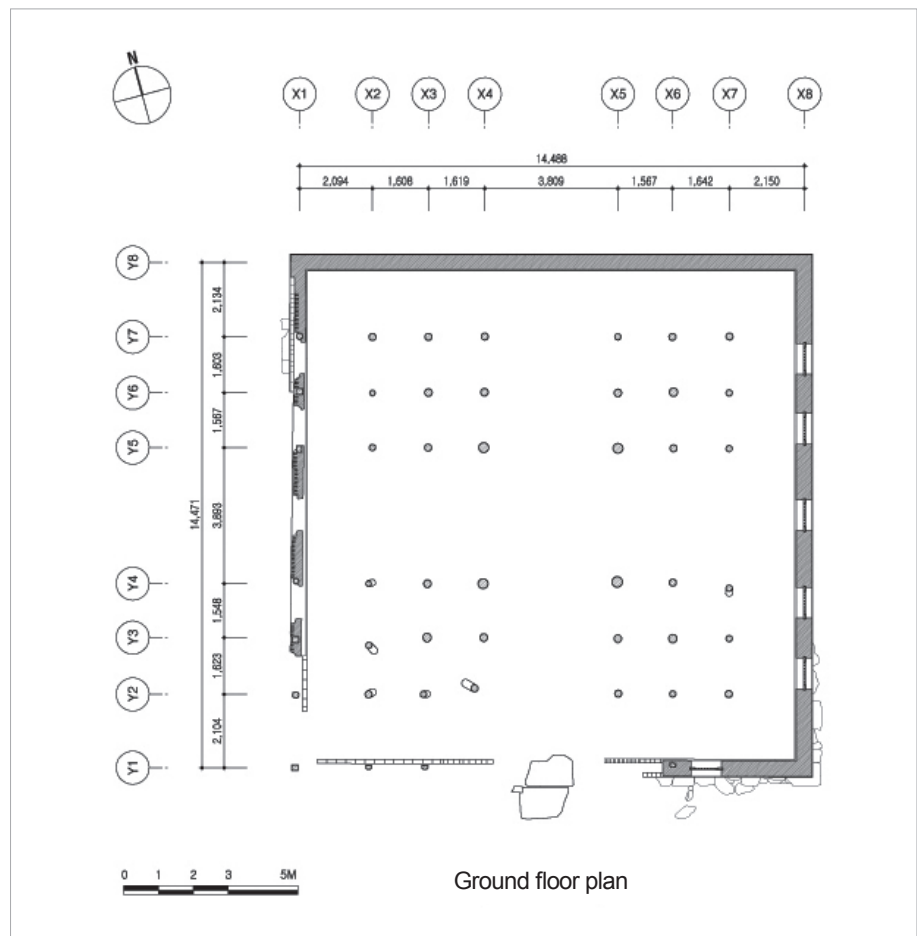 N
X1 X2 X3 X4 X5 X6 X7 X8
14,488
2,094 1,608 1,619 3,809 1,567 1,642 2,150
Y8
2,134
Y7
1,603
Y6
1,567
Y5
14,471
3,893
Y4
1,548
Y3
1,623
Y2
2,104
Y1
0 1 2 3 5M
Ground floor plan